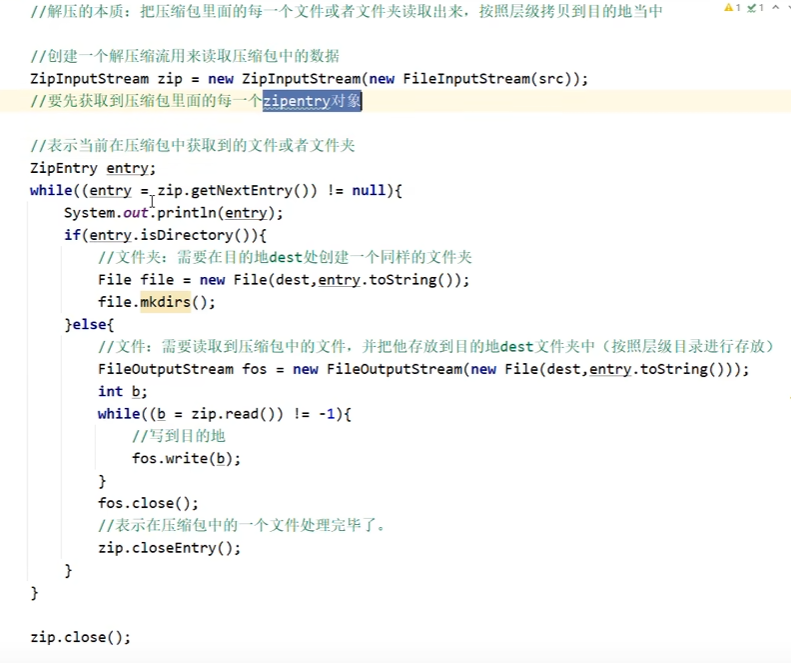 //解压的本质：把压缩包里面的每一个文件或者文件夹读取出来，按照层级拷贝到目的地当中
1 1
//创建一个解压缩流用来读取压缩包中的数据
ZipInputStream zip = new ZipInputStream(new FileInputStream(src));
//要先获取到压缩包里面的每一个zipentry对象
//表示当前在压缩包中获取到的文件或者文件夹
ZipEntry entry;
while((entry = zip.getNextEntry()) != null){
System.out.println(entry);
if(entry.isDirectory()){
//文件夹：需要在目的地dest处创建一个同样的文件夹
File file = new File(dest,entry.toString());
file.mkdirs();
}else{
//文件：需要读取到压缩包中的文件，并把他存放到目的地dest文件夹中（按照层级目录进行存放）
FileOutputStream fos = new FileOutputStream(new File(dest,entry.toString()));
int b;
while((b = zip.read()) != -1){
//写到目的地
fos.write(b);
}
fos.close();
//表示在压缩包中的一个文件处理完毕了。
zip.closeEntry();
}
}
zip.close();